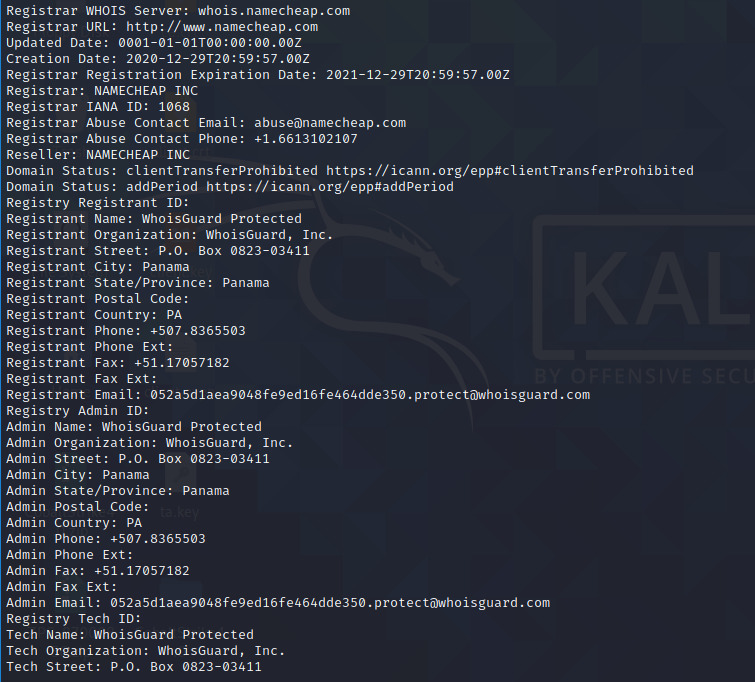 Registrar WHOIS Server: whois.namecheap.com
Registrar URL: http://www.namecheap.com
Updated Date: 0001-01-01T00:00:00.00Z
Creation Date: 2020-12-29T20:59:57.00Z
Registrar Registration Expiration Date: 2021-12-29T20:59:57.00Z
Registrar: NAMECHEAP INC
Registrar IANA ID: 1068
Registrar Abuse Contact Email: abuse@namecheap.com
Registrar Abuse Contact Phone: +1.6613102107
Reseller: NAMECHEAP INC
Domain Status: clientTransferProhibited https://icann.org/epp#clientTransferProhibited
Domain Status: addPeriod https://icann.org/epp#addPeriod
Registry Registrant ID:
Registrant Name: WhoisGuard Protected
Registrant Organization: WhoisGuard, Inc.
Registrant Street: P.O. Box 0823-03411
Registrant City: Panama
Registrant State/Province: Panama
Registrant Postal Code:
Registrant Country: PA
Registrant Phone: +507.8365503
Registrant Phone Ext:
Registrant Fax: +51.17057182
Registrant Fax Ext:
Registrant Email: 052a5d1aea9048fe9ed16fe464dde350.protect@whoisguard.com
Registry Admin ID:
Admin Name: WhoisGuard Protected
Admin Organization: WhoisGuard, Inc.
Admin Street: P.O. Box 0823-03411
Admin City: Panama
Admin State/Province: Panama
Admin Postal Code:
Admin Country: PA
Admin Phone: +507.8365503
Admin Phone Ext:
Admin Fax: +51.17057182
Admin Fax Ext:
Admin Email: 052a5d1aea9048fe9ed16fe464dde350.protect@whoisguard.com
Registry Tech ID:
Tech Name: WhoisGuard Protected
Tech Organization: WhoisGuard, Inc.
Tech Street: P.O. Box 0823-03411
KAL
BY OFFENSIVE SECU
ta.key